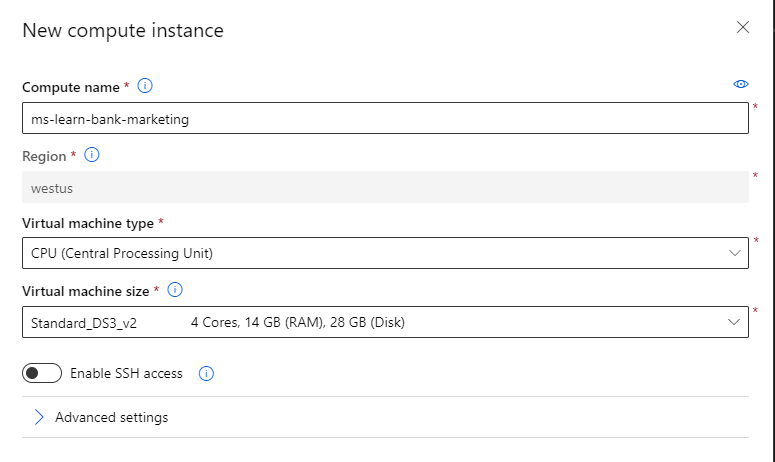 New compute instance
Compute name *
ms-learn-bank-marketing *
Region *
westus *
Virtual machine type *
CPU (Central Processing Unit) *
Virtual machine size *
Standard_DS3_v2 4 Cores, 14 GB (RAM), 28 GB (Disk) *
Enable SSH access
Advanced settings